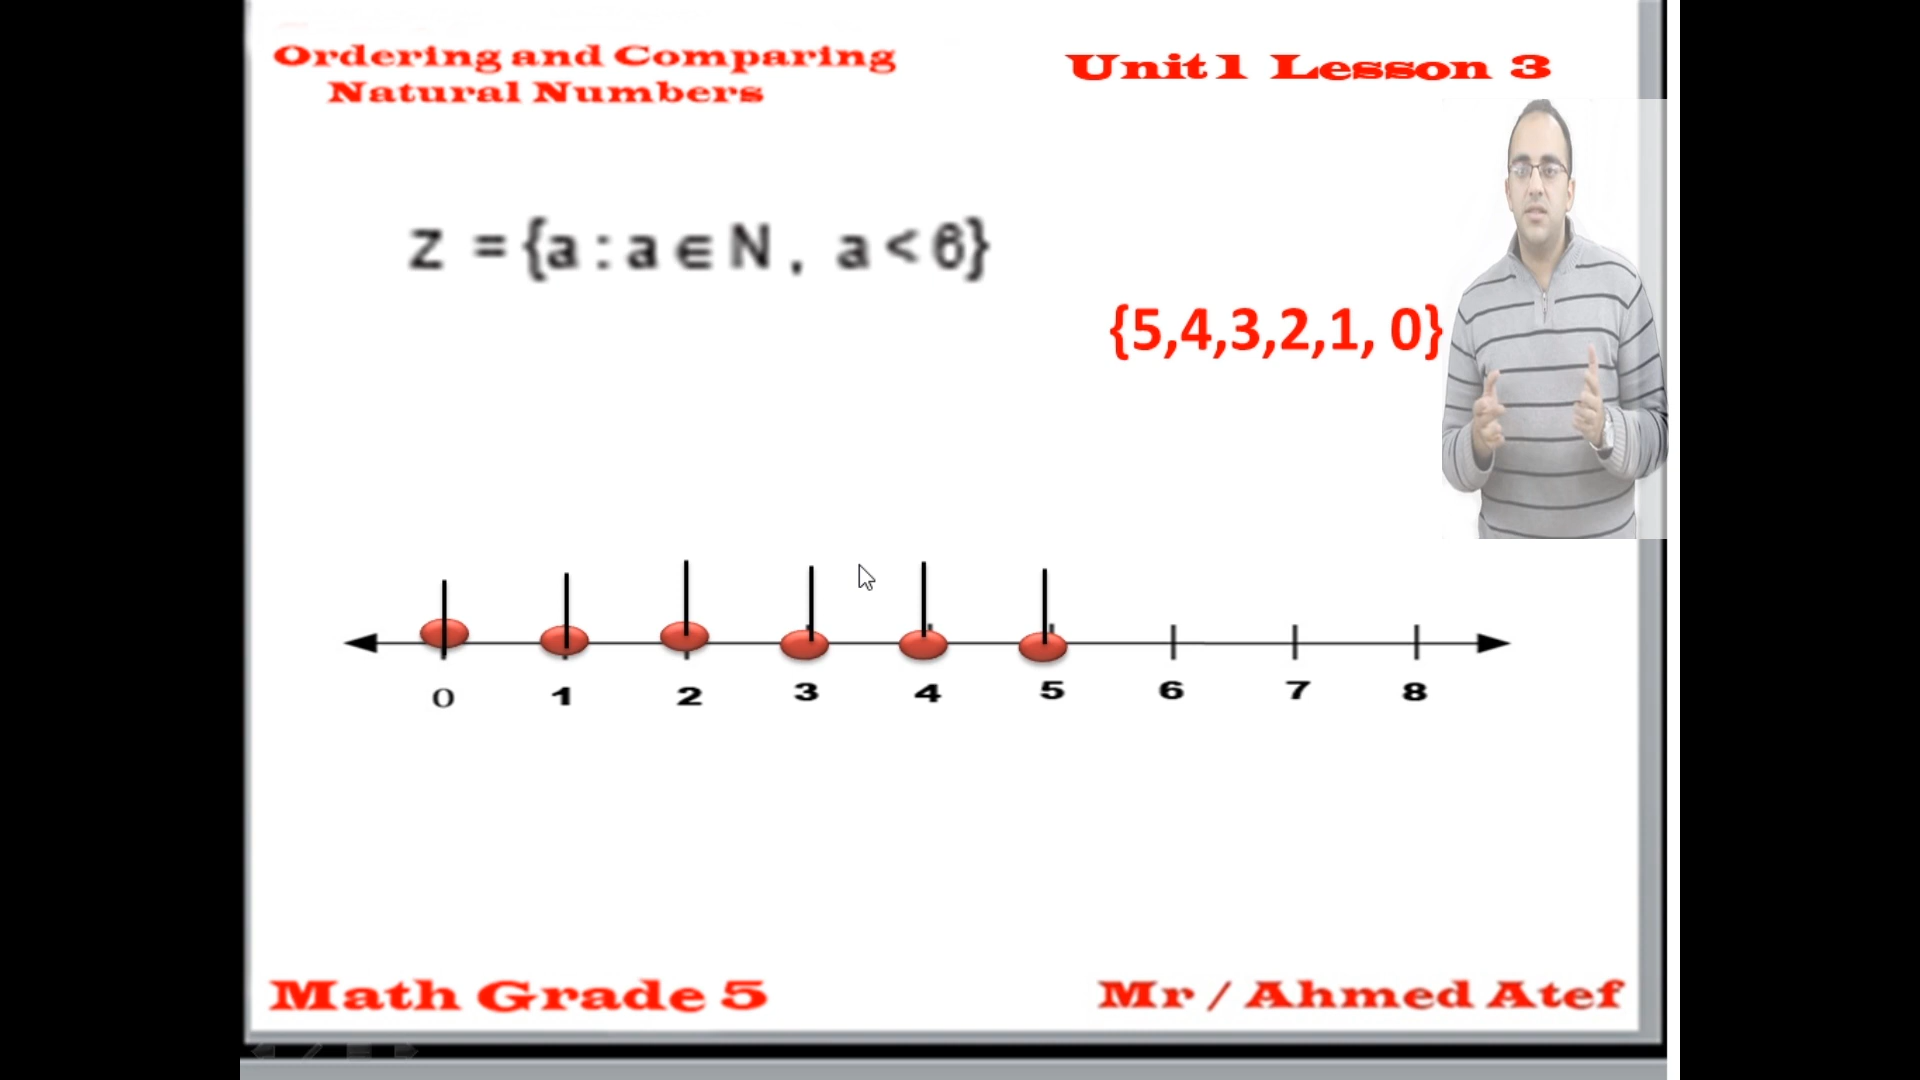 Ordering and Comparing
Natural Numbers
Unit1 Lesson 3
z = {a : a ∈ N , a < 6}
{5,4,3,2,1, 0}
0 1 2 3 4 5 6 7 8
Math Grade 5
Mr / Ahmed Atef